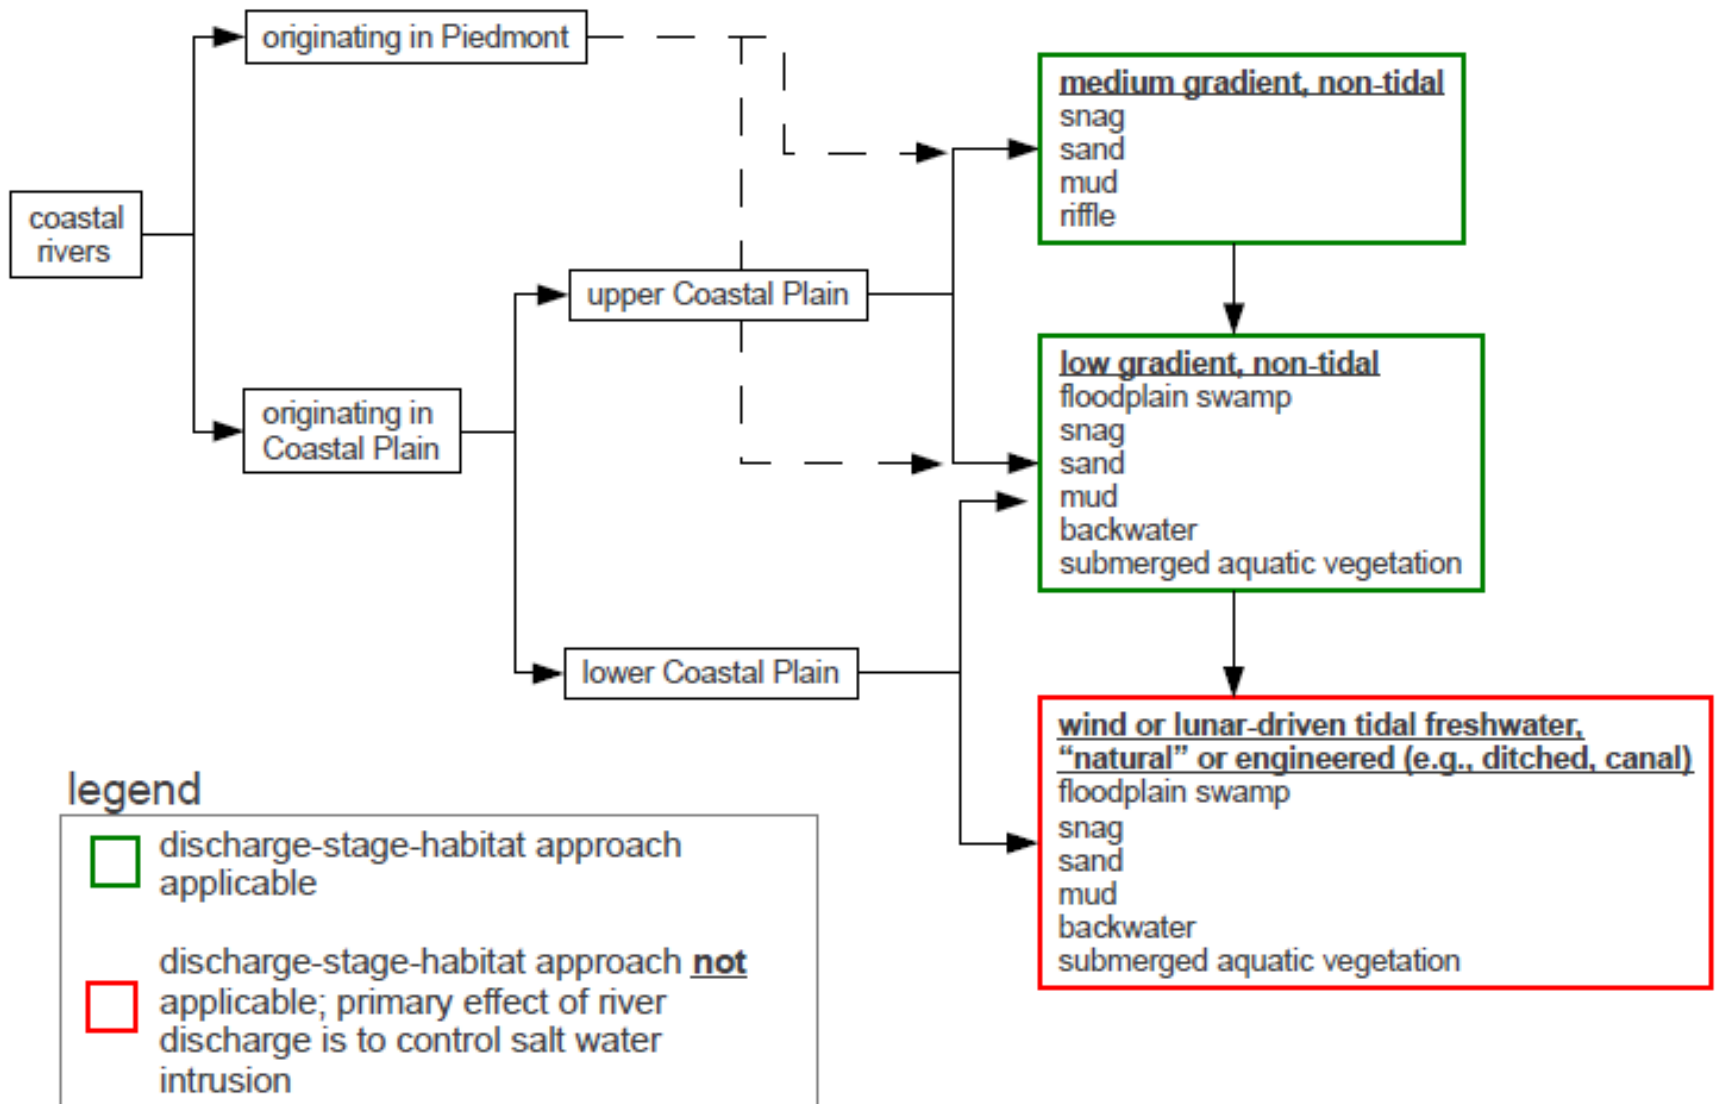 originating in Piedmont
medium gradient, non-tidal
snag
sand
mud
riffle
coastal
rivers
upper Coastal Plain
low gradient, non-tidal
floodplain swamp
snag
sand
mud
backwater
submerged aquatic vegetation
originating in
Coastal Plain
lower Coastal Plain
wind or lunar-driven tidal freshwater,
“natural” or engineered (e.g., ditched, canal)
floodplain swamp
snag
sand
mud
backwater
submerged aquatic vegetation
legend
discharge-stage-habitat approach
applicable
discharge-stage-habitat approach not
applicable; primary effect of river
discharge is to control salt water
intrusion